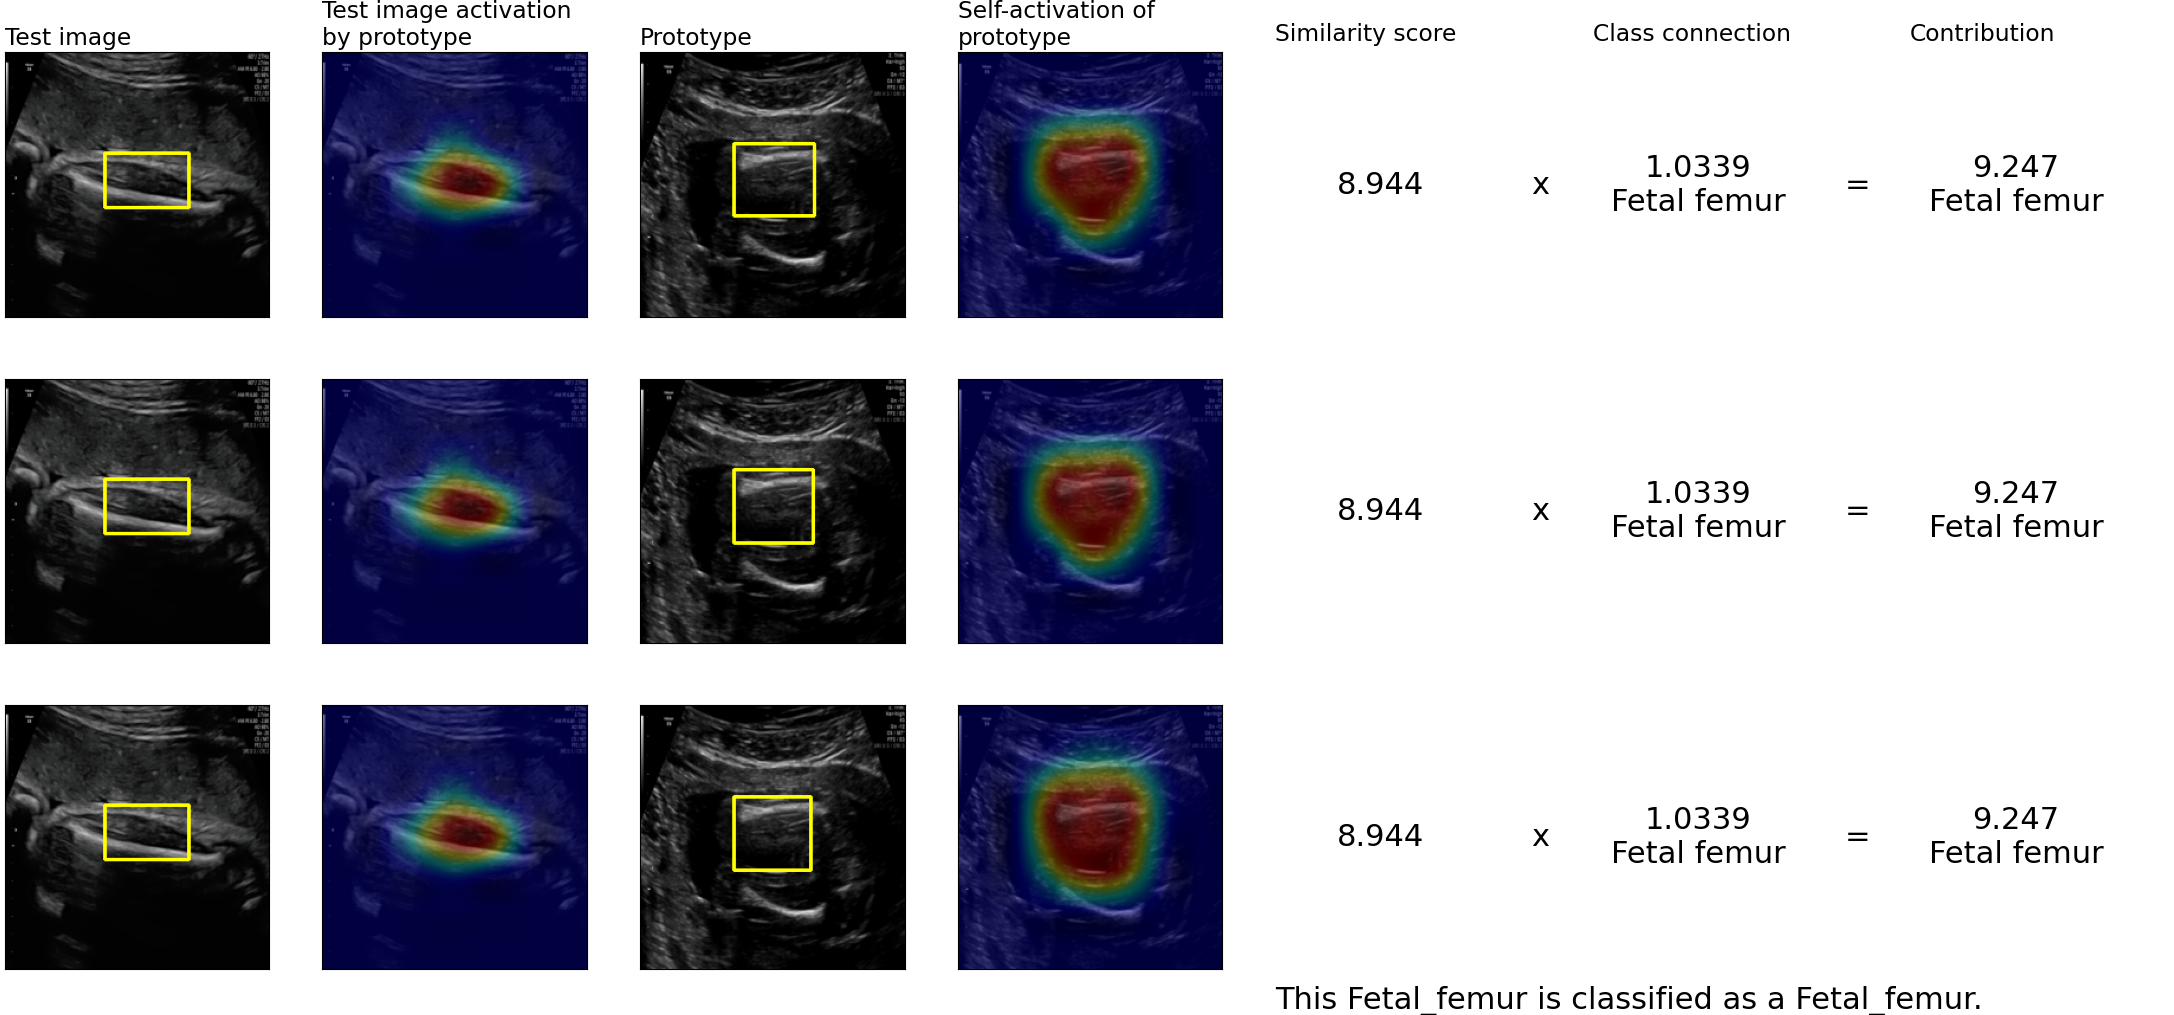 Test image
Test image activation
by prototype
Prototype
Self-activation of
prototype
Similarity score
Class connection
Contribution
8.944
x
1.0339
Fetal femur
=
9.247
Fetal femur
8.944
x
1.0339
Fetal femur
=
9.247
Fetal femur
8.944
x
1.0339
Fetal femur
=
9.247
Fetal femur
This Fetal_femur is classified as a Fetal_femur.